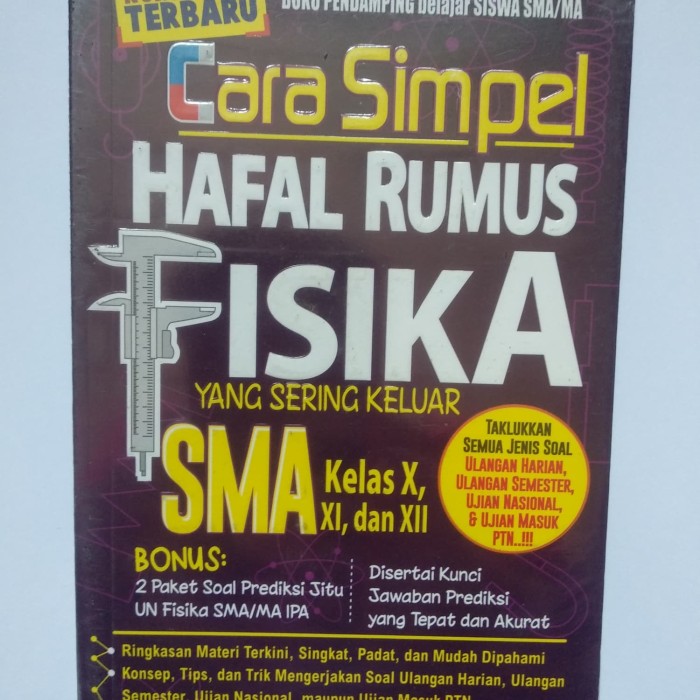 TERBARU
BUKU PENDAMPING belajar SISWA SMA/MA
Cara Simpel
HAFAL RUMUS
FISIKA
YANG SERING KELUAR
SMA Kelas X,
XI, dan XII
TAKLUKKAN
SEMUA JENIS SOAL
ULANGAN HARIAN,
ULANGAN SEMESTER,
UJIAN NASIONAL,
& UJIAN MASUK
PTN..!!!
BONUS:
2 Paket Soal Prediksi Jitu
UN Fisika SMA/MA IPA
Disertai Kunci
Jawaban Prediksi
yang Tepat dan Akurat
Ringkasan Materi Terkini, Singkat, Padat, dan Mudah Dipahami
Konsep, Tips, dan Trik Mengerjakan Soal Ulangan Harian, Ulangan
Semester, Ujian Nasional, maupun Ujian Masuk PTN